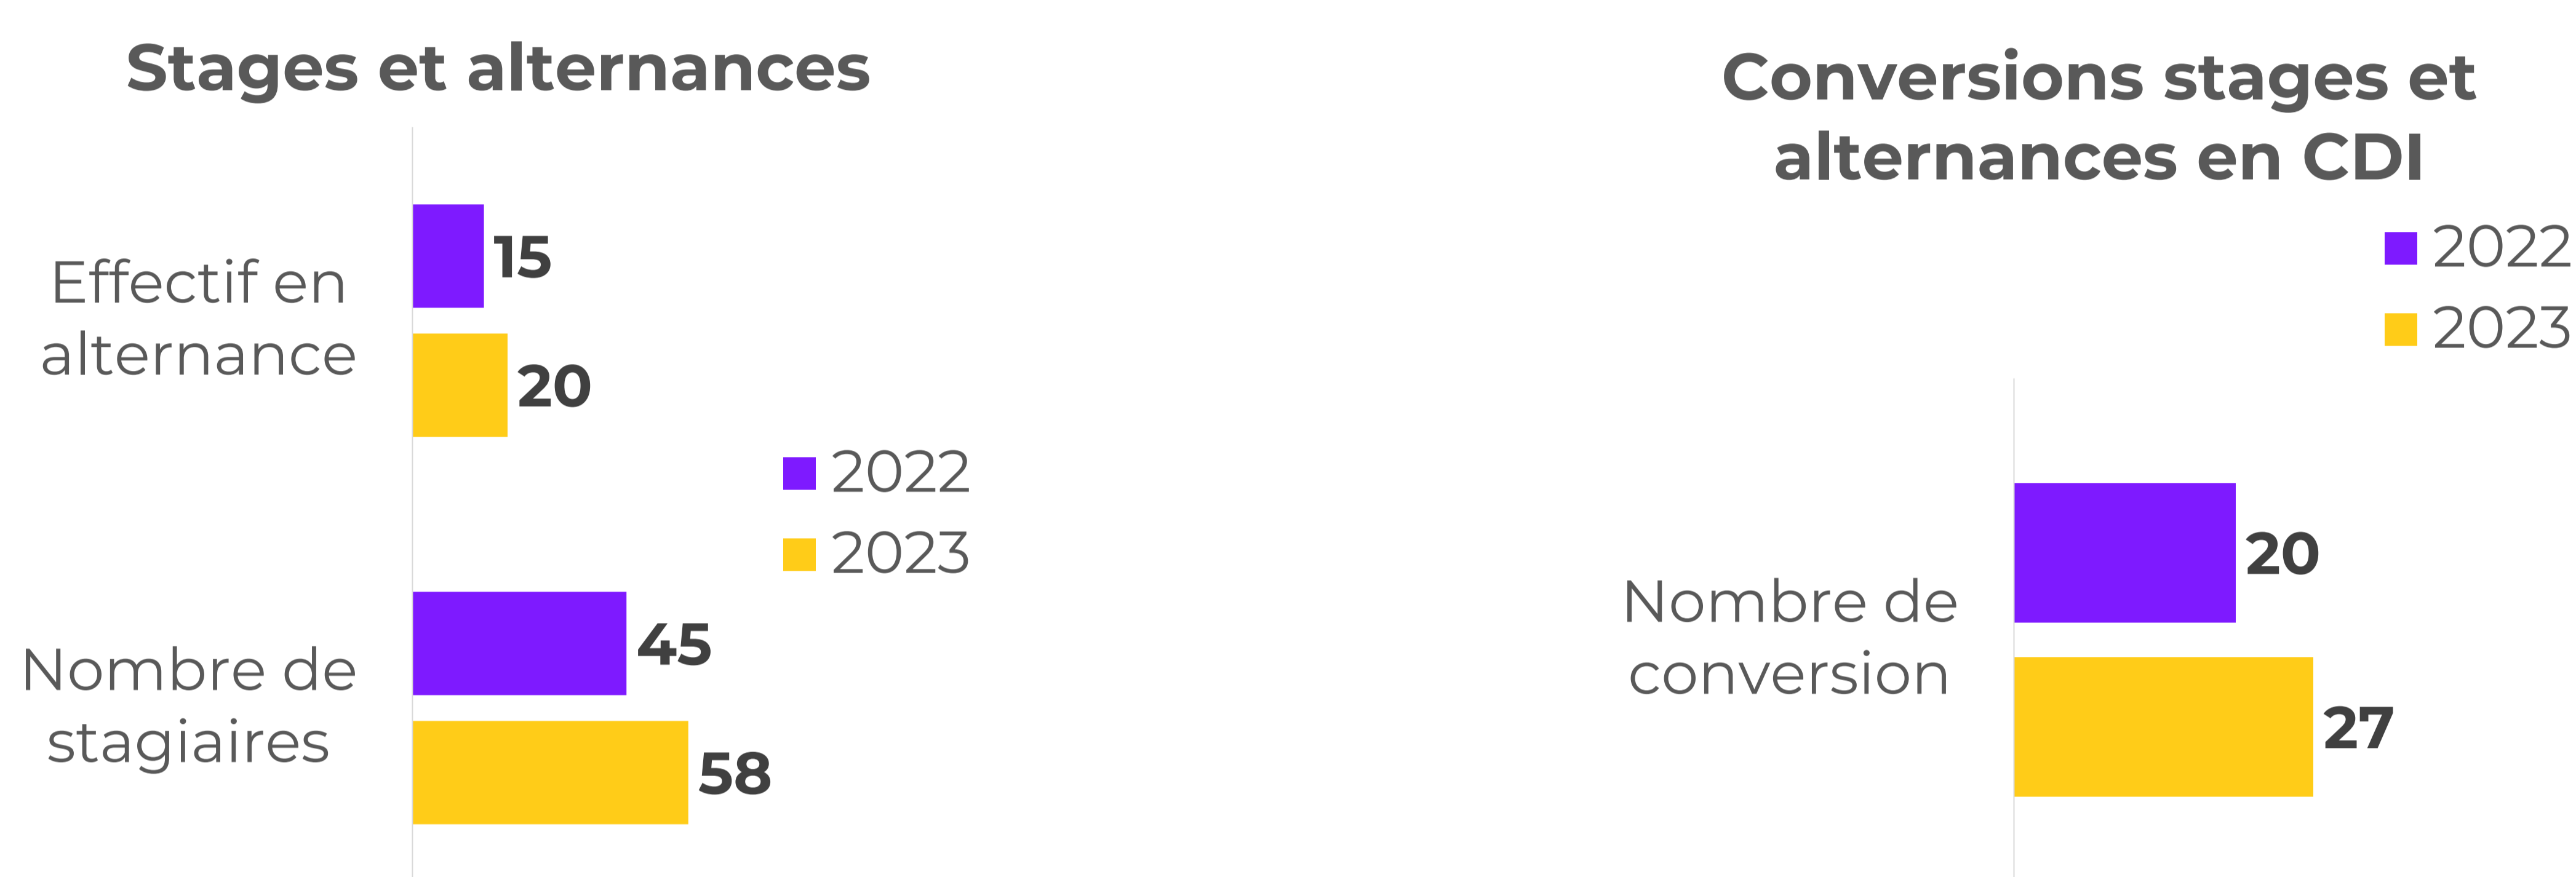 Stages et alternances
Effectif en
alternance
15
20
2022
2023
Nombre de
stagiaires
45
58
Conversions stages et
alternances en CDI
2022
2023
Nombre de
conversion
20
27